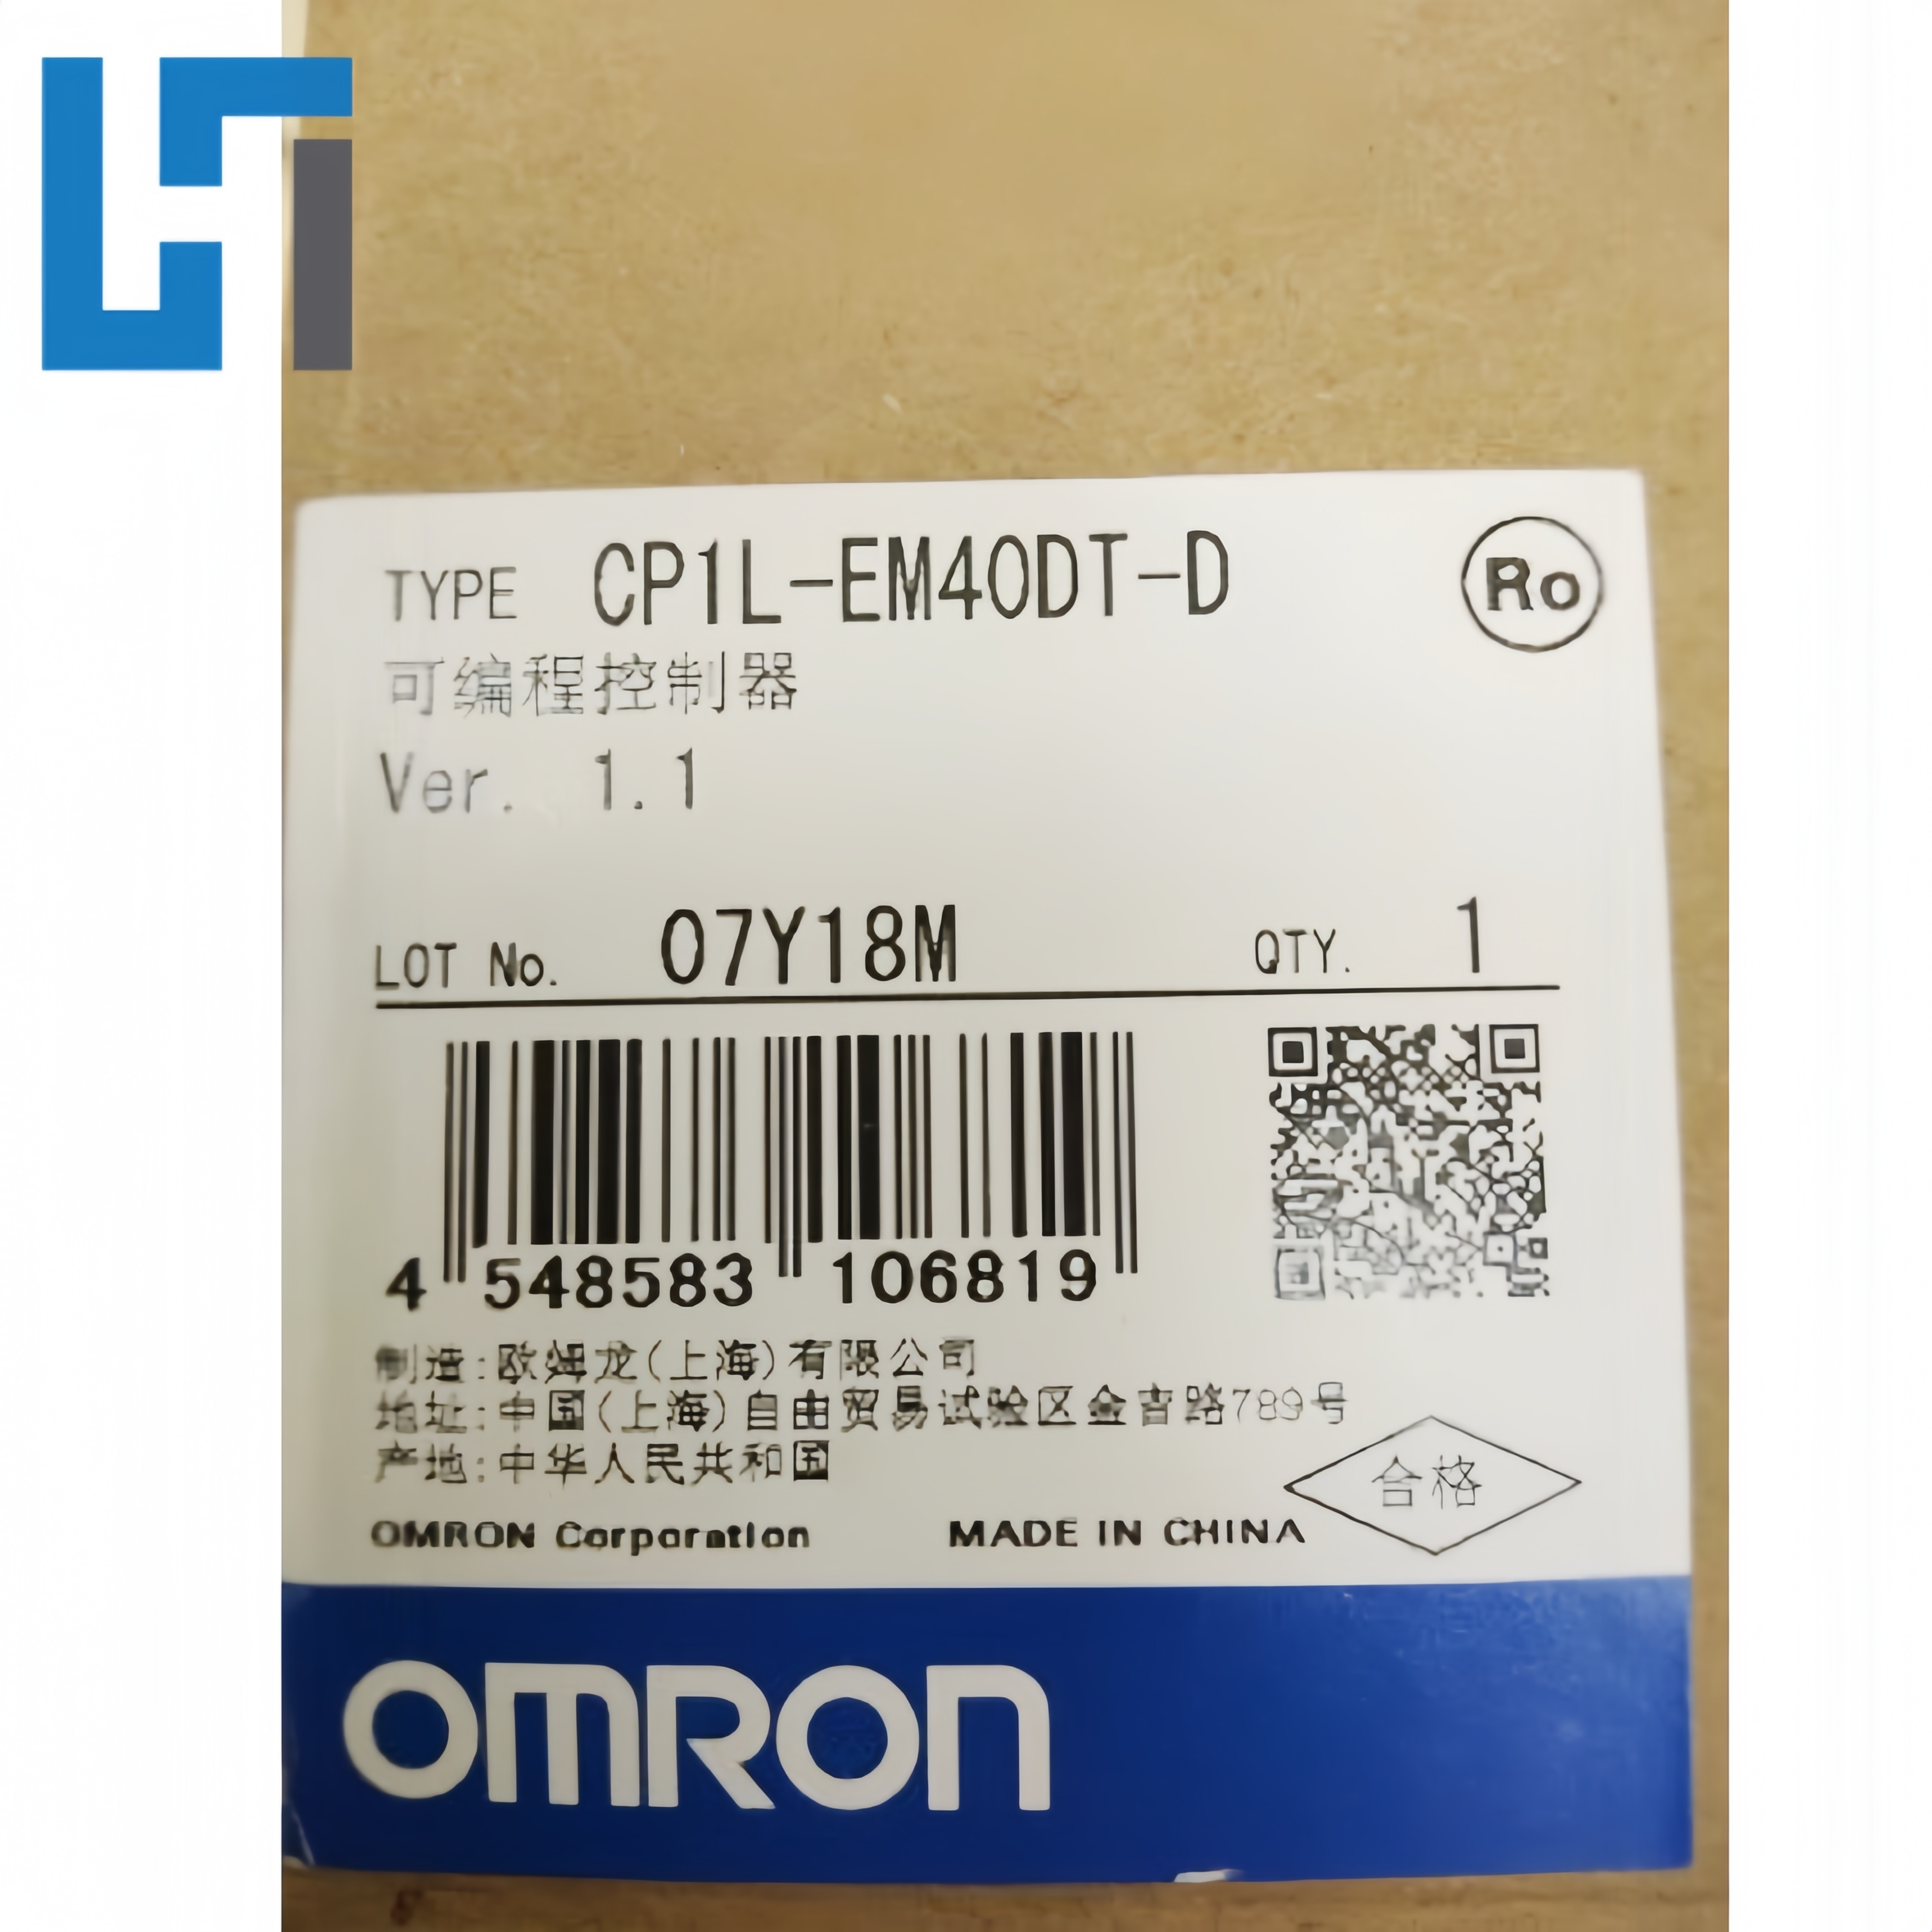 TYPE CP1L-EM40DT-D
Ro
可编程控制器
Ver. 1.1
LOT No. 07Y18M QTY. 1
4 548583 106819
制造:欧姆龙(上海)有限公司
地址:中国(上海)自由贸易试验区金吉路789号
产地:中华人民共和国
合格
OMRON Corporation MADE IN CHINA
OMRON